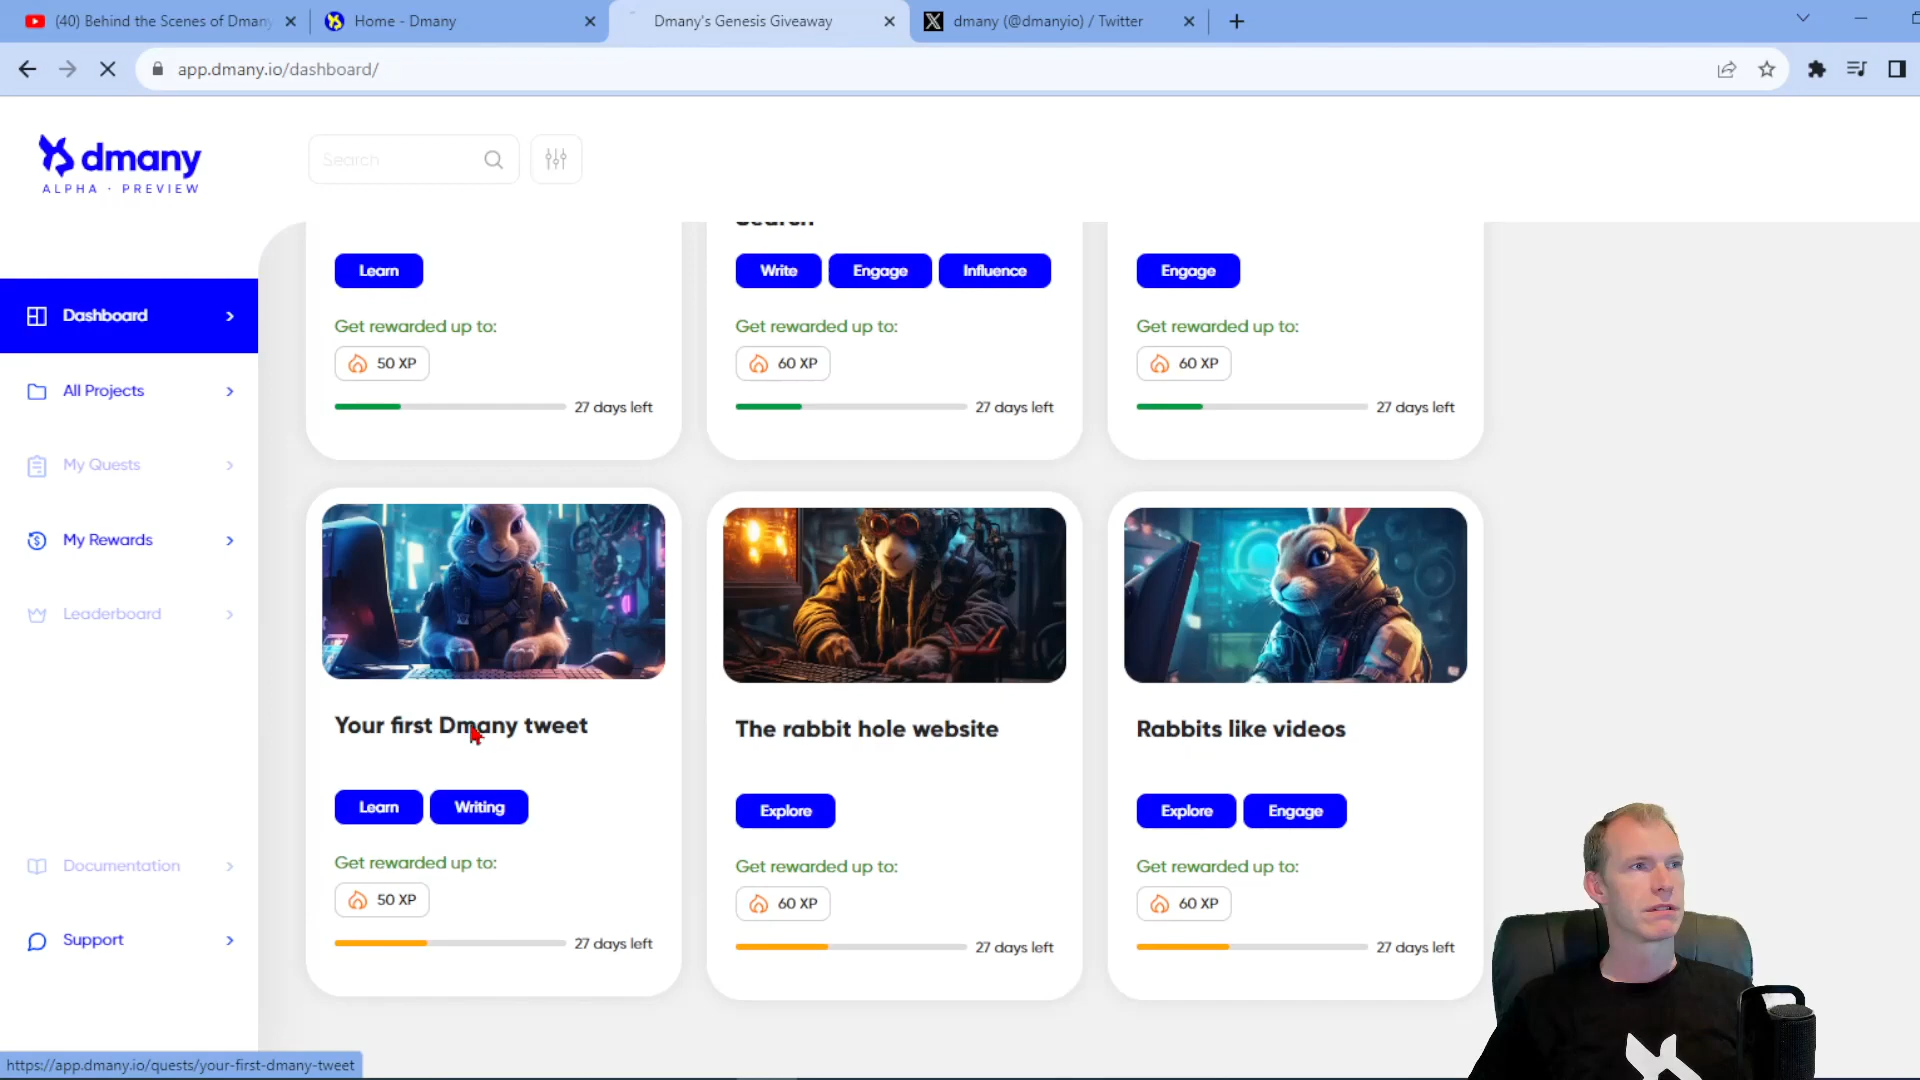 (40) Behind the Scenes of Dmany
Home - Dmany
Dmany's Genesis Giveaway
dmany (@dmanyio) / Twitter
app.dmany.io/dashboard/
dmany
ALPHA · PREVIEW
Search
Search
Learn
Write
Engage
Influence
Engage
Get rewarded up to:
Get rewarded up to:
Get rewarded up to:
50 XP
60 XP
60 XP
27 days left
27 days left
27 days left
Dashboard
All Projects
My Quests
My Rewards
Leaderboard
Documentation
Support
Your first Dmany tweet
The rabbit hole website
Rabbits like videos
Learn
Writing
Explore
Explore
Engage
Get rewarded up to:
Get rewarded up to:
Get rewarded up to:
50 XP
60 XP
60 XP
27 days left
27 days left
27 days left
https://app.dmany.io/quests/your-first-dmany-tweet